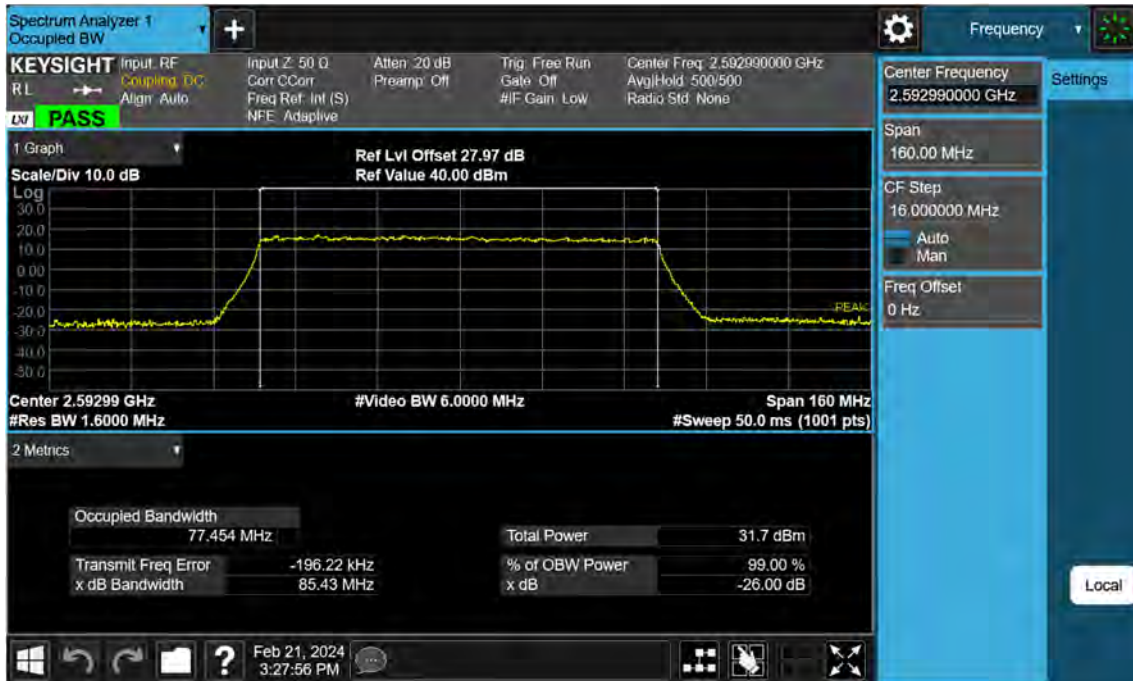 Spectrum Analyzer 1
Occupied BW
+
Frequency
KEYSIGHT
RL
LXI
PASS
Input: RF
Coupling: DC
Align: Auto
Input Z: 50 Ω
Corr CCorr
Freq Ref: Int (S)
NFE: Adaptive
Atten: 20 dB
Preamp: Off
Trig: Free Run
Gate: Off
#IF Gain: Low
Center Freq: 2.592990000 GHz
Avg|Hold: 500/500
Radio Std: None
Center Frequency
2.592990000 GHz
Settings
Span
160.00 MHz
CF Step
16.000000 MHz
Auto
Man
Freq Offset
0 Hz
1 Graph
Scale/Div 10.0 dB
Ref Lvl Offset 27.97 dB
Ref Value 40.00 dBm
Log
30.0
20.0
10.0
0.00
-10.0
-20.0
-30.0
-40.0
-50.0
PEAK
Center 2.59299 GHz
#Video BW 6.0000 MHz
Span 160 MHz
#Res BW 1.6000 MHz
#Sweep 50.0 ms (1001 pts)
2 Metrics
Occupied Bandwidth
77.454 MHz
Total Power 31.7 dBm
Transmit Freq Error -196.22 kHz
% of OBW Power 99.00 %
x dB Bandwidth 85.43 MHz
x dB -26.00 dB
Local
?
Feb 21, 2024
3:27:56 PM